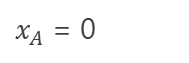 x_A = 0